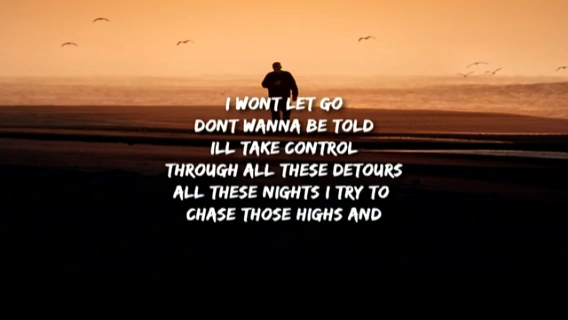 I WONT LET GO
DONT WANNA BE TOLD
ILL TAKE CONTROL
THROUGH ALL THESE DETOURS
ALL THESE NIGHTS I TRY TO
CHASE THOSE HIGHS AND